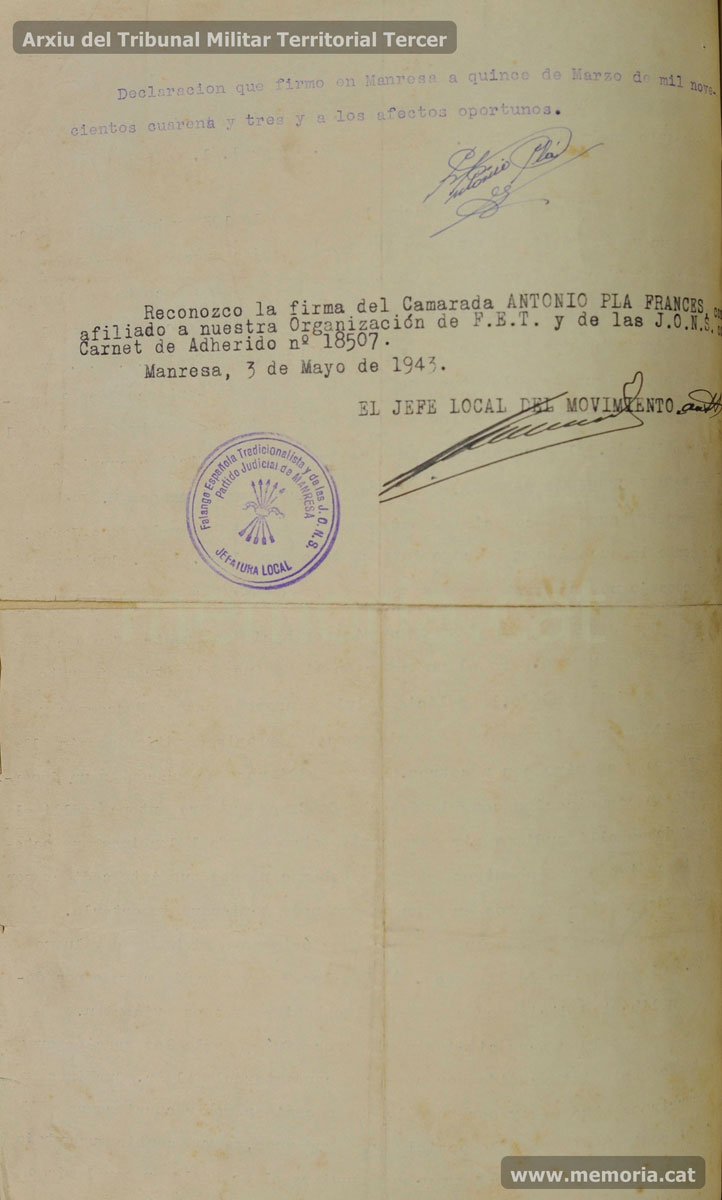 Arxiu del Tribunal Militar Territorial Tercer
Declaracion que firmo en Manresa a quince de Marzo de mil nove-
cientos cuarena y tres y a los afectos oportunos.
Antonio Plá
Reconozco la firma del Camarada ANTONIO PLA FRANCES,
afiliado a nuestra Organización de F.E.T. y de las J.O.N.S.
Carnet de Adherido nº 18507.
Manresa, 3 de Mayo de 1943.
EL JEFE LOCAL DEL MOVIMIENTO.
Falange Española Tradicionalista y de las J.O.N.S.
Partido Judicial de MANRESA
JEFATURA LOCAL
www.memoria.cat